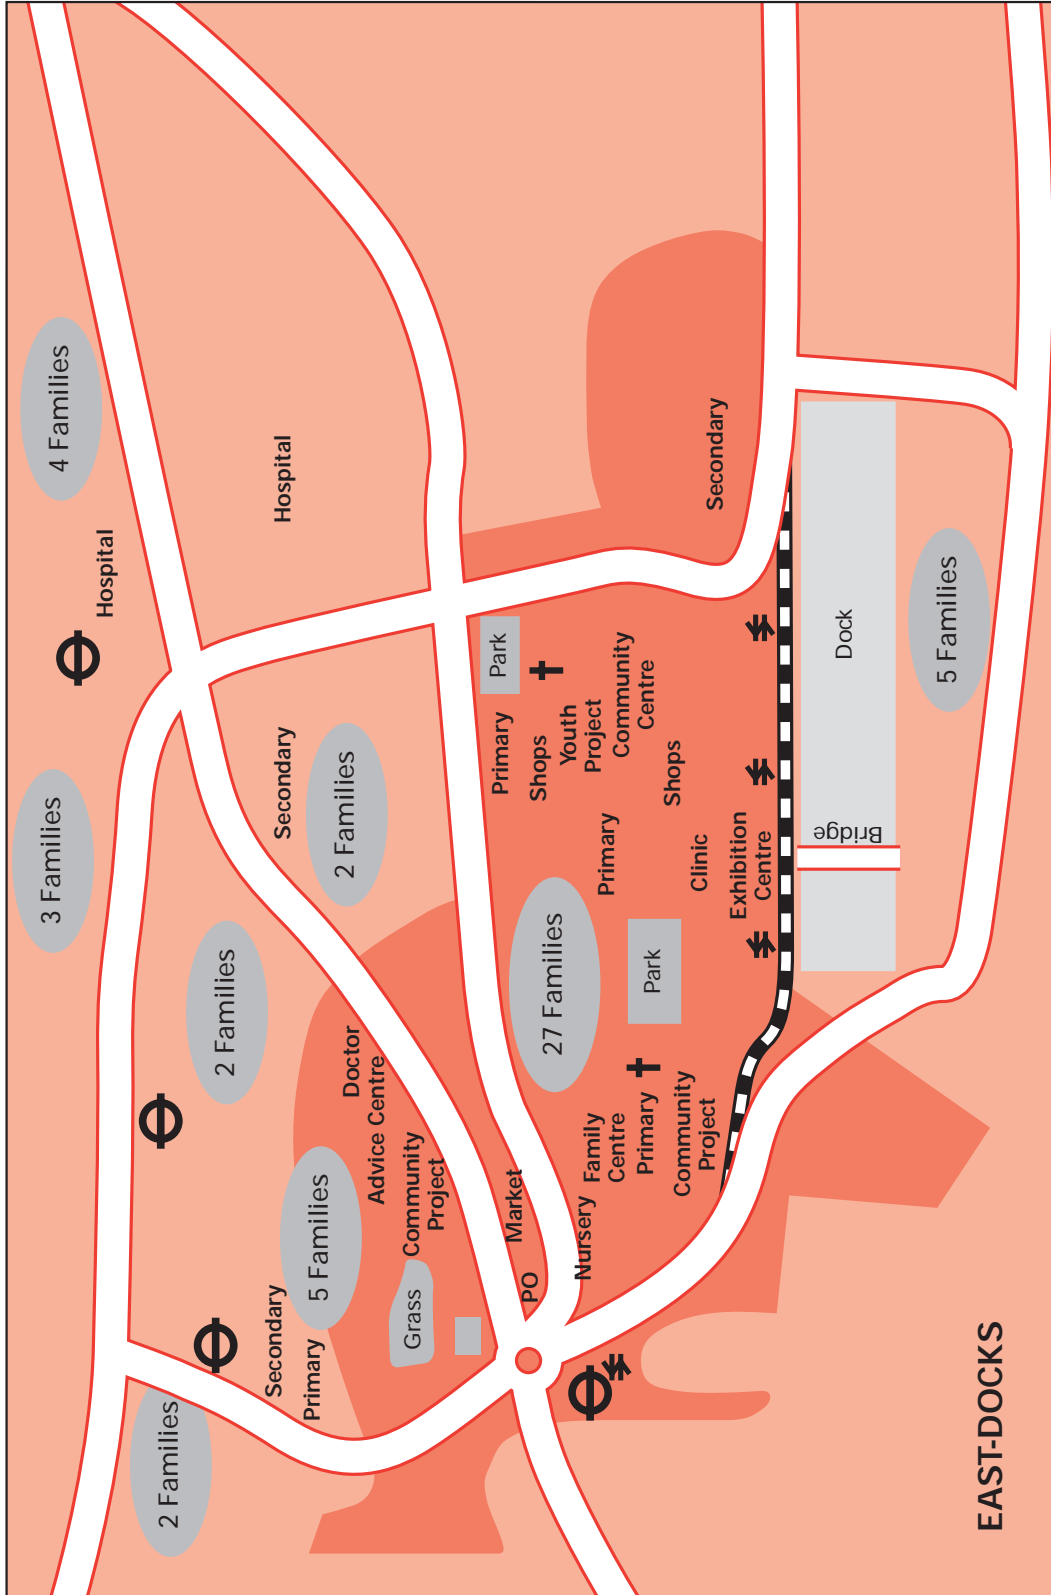 3 Families
4 Families
Hospital
2 Families
2 Families
Secondary
Secondary
Hospital
Primary
5 Families
2 Families
Doctor
Advice Centre
Grass
Community
Project
Park
Primary
Market
PO
Shops
27 Families
Youth
Project
Nursery
Family
Centre
Primary
Community
Centre
Primary
Park
Shops
Community
Project
Clinic
Secondary
Exhibition
Centre
Dock
Bridge
5 Families
EAST-DOCKS